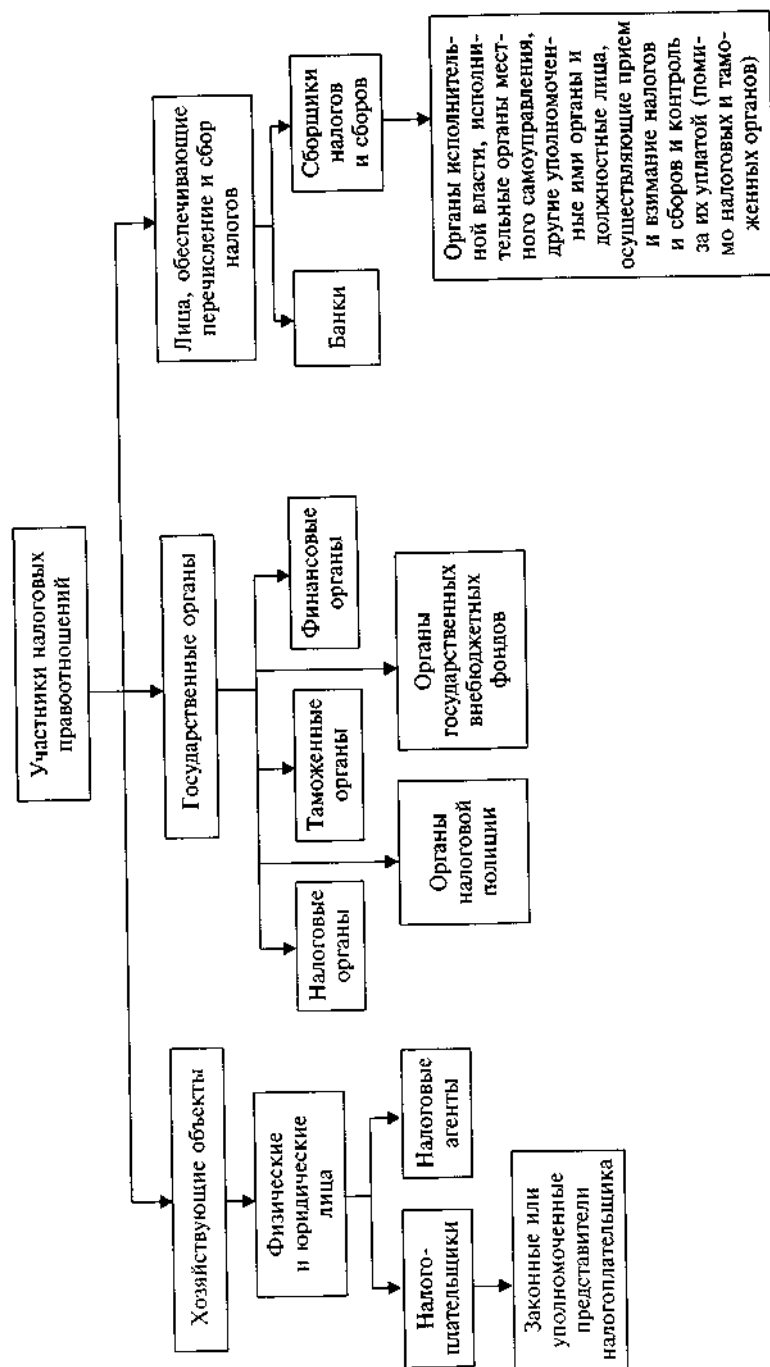 Участники налоговых
правоотношений
Хозяйствующие объекты
Государственные органы
Лица, обеспечивающие
перечисление и сбор
налогов
Физические
и юридические
лица
Налоговые
органы
Таможенные
органы
Финансовые
органы
Банки
Сборщики
налогов
и сборов
Налого-
плательщики
Налоговые
агенты
Органы
налоговой
полиции
Органы
государственных
внебюджетных
фондов
Органы исполнитель-
ной власти, исполни-
тельные органы мест-
ного самоуправления,
другие уполномочен-
ные ими органы и
должностные лица,
осуществляющие прием
и взимание налогов
и сборов и контроль
за их уплатой (поми-
мо налоговых и тамо-
женных органов)
Законные или
уполномоченные
представители
налогоплательщика